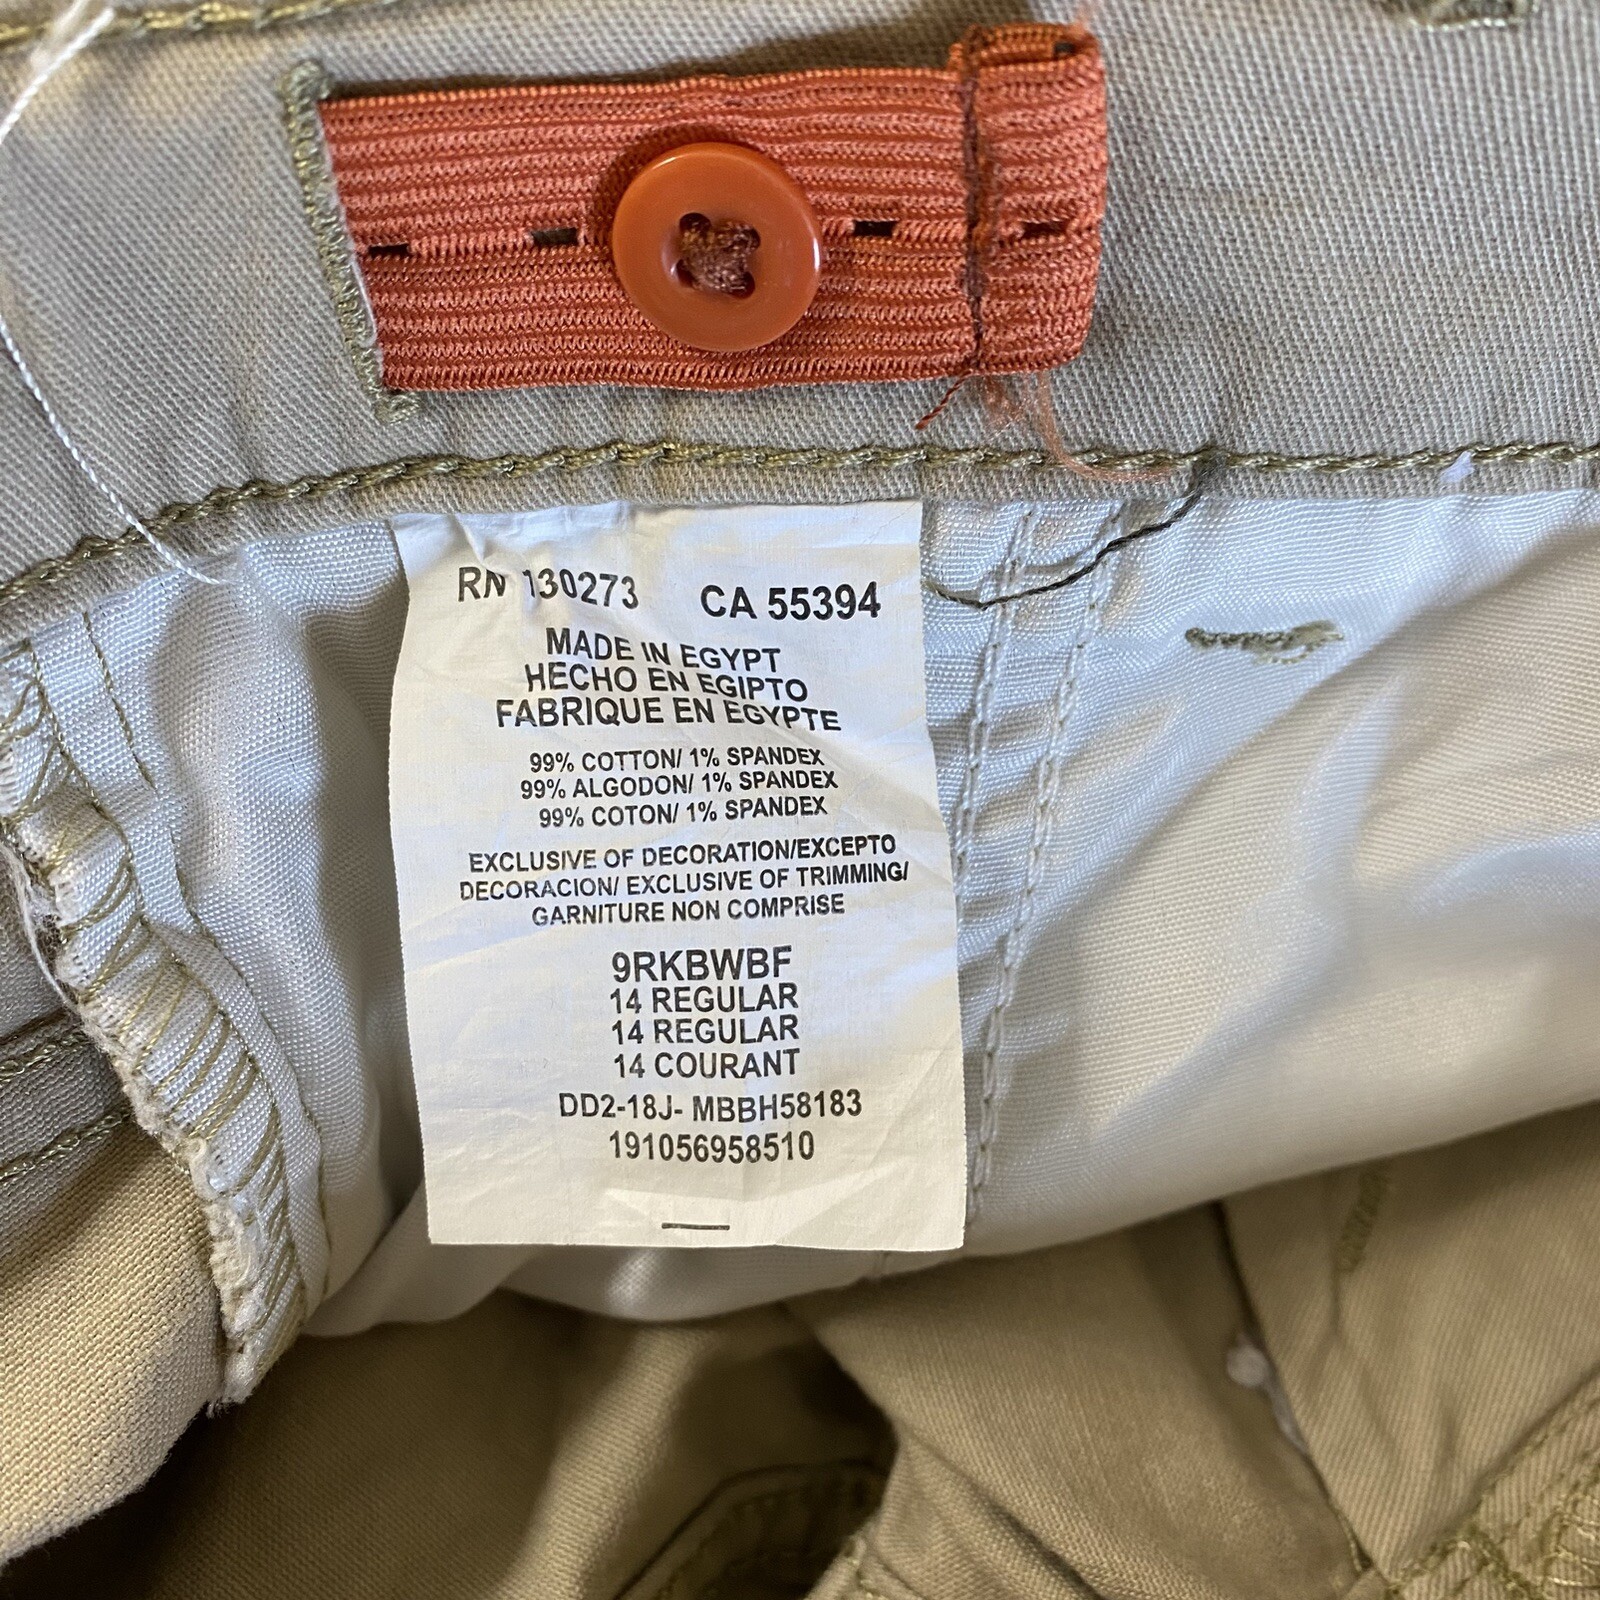 RN 130273 CA 55394
MADE IN EGYPT
HECHO EN EGIPTO
FABRIQUE EN EGYPTE
99% COTTON/ 1% SPANDEX
99% ALGODON/ 1% SPANDEX
99% COTON/ 1% SPANDEX
EXCLUSIVE OF DECORATION/EXCEPTO
DECORACION/ EXCLUSIVE OF TRIMMING/
GARNITURE NON COMPRISE
9RKBWBF
14 REGULAR
14 REGULAR
14 COURANT
DD2-18J- MBBH58183
191056958510